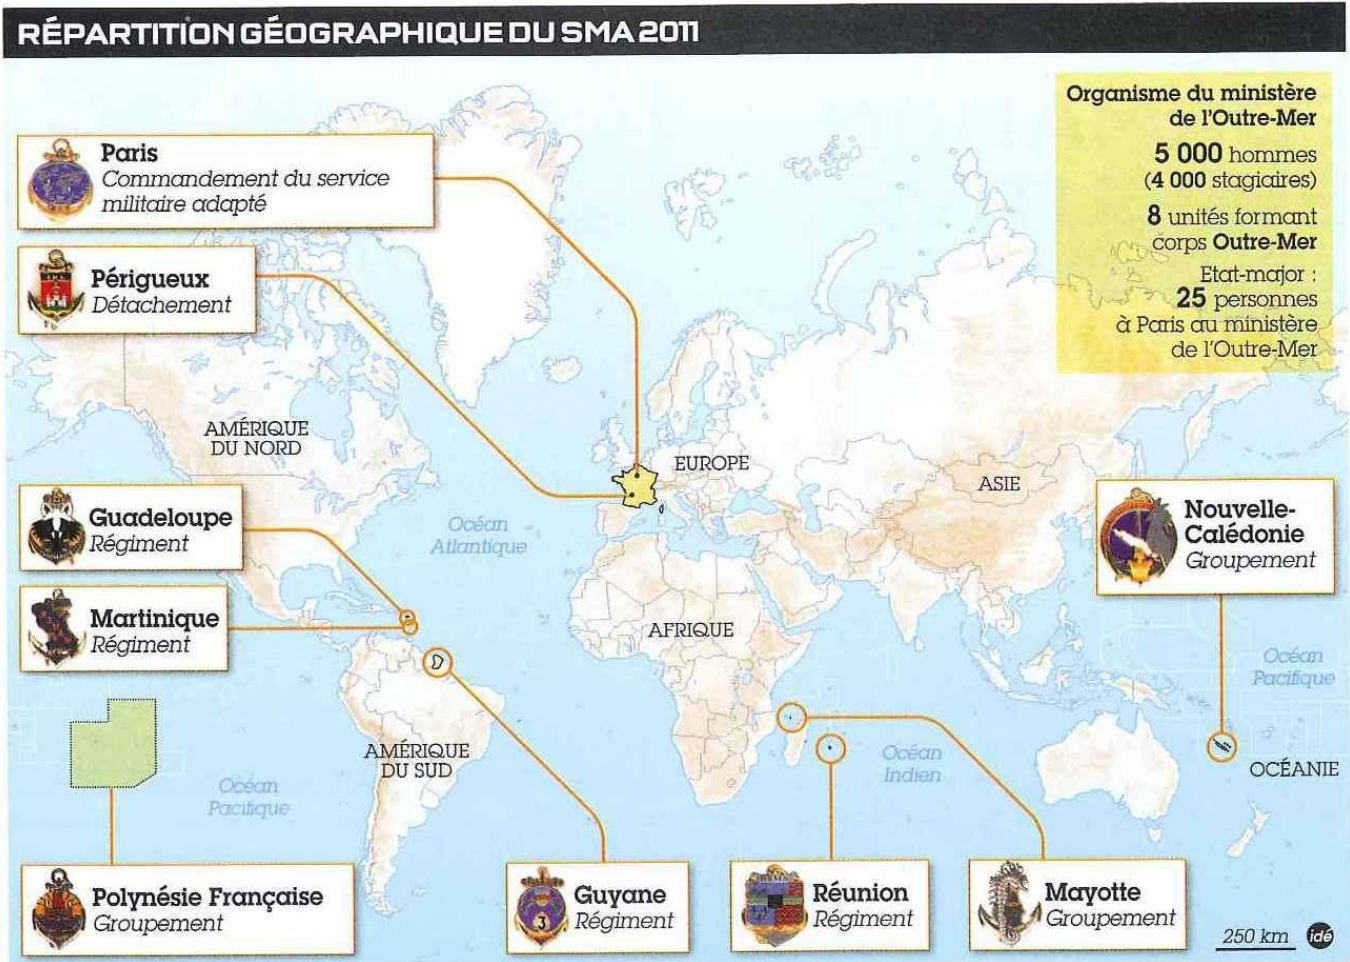 RÉPARTITION GÉOGRAPHIQUE DU SMA 2011
Organisme du ministère
de l'Outre-Mer
5 000 hommes
(4 000 stagiaires)
8 unités formant
corps Outre-Mer
Etat-major :
25 personnes
à Paris au ministère
de l'Outre-Mer
Paris
Commandement du service
militaire adapté
Périgueux
Détachement
AMÉRIQUE
DU NORD
EUROPE
ASIE
Guadeloupe
Régiment
Océan
Atlantique
Nouvelle-
Calédonie
Groupement
Martinique
Régiment
AFRIQUE
Océan
Pacifique
AMÉRIQUE
DU SUD
Océan
Pacifique
Océan
Indien
OCÉANIE
Polynésie Française
Groupement
3
Guyane
Régiment
Réunion
Régiment
Mayotte
Groupement
250 km
idé